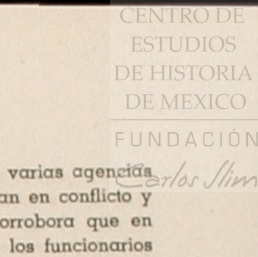 CENTRO DE
ESTUDIOS
DE HISTORIA
DE MEXICO
FUNDACIÓN
Carlos Slim
varias agencias
an en conflicto y
orrobora que en
los funcionarios